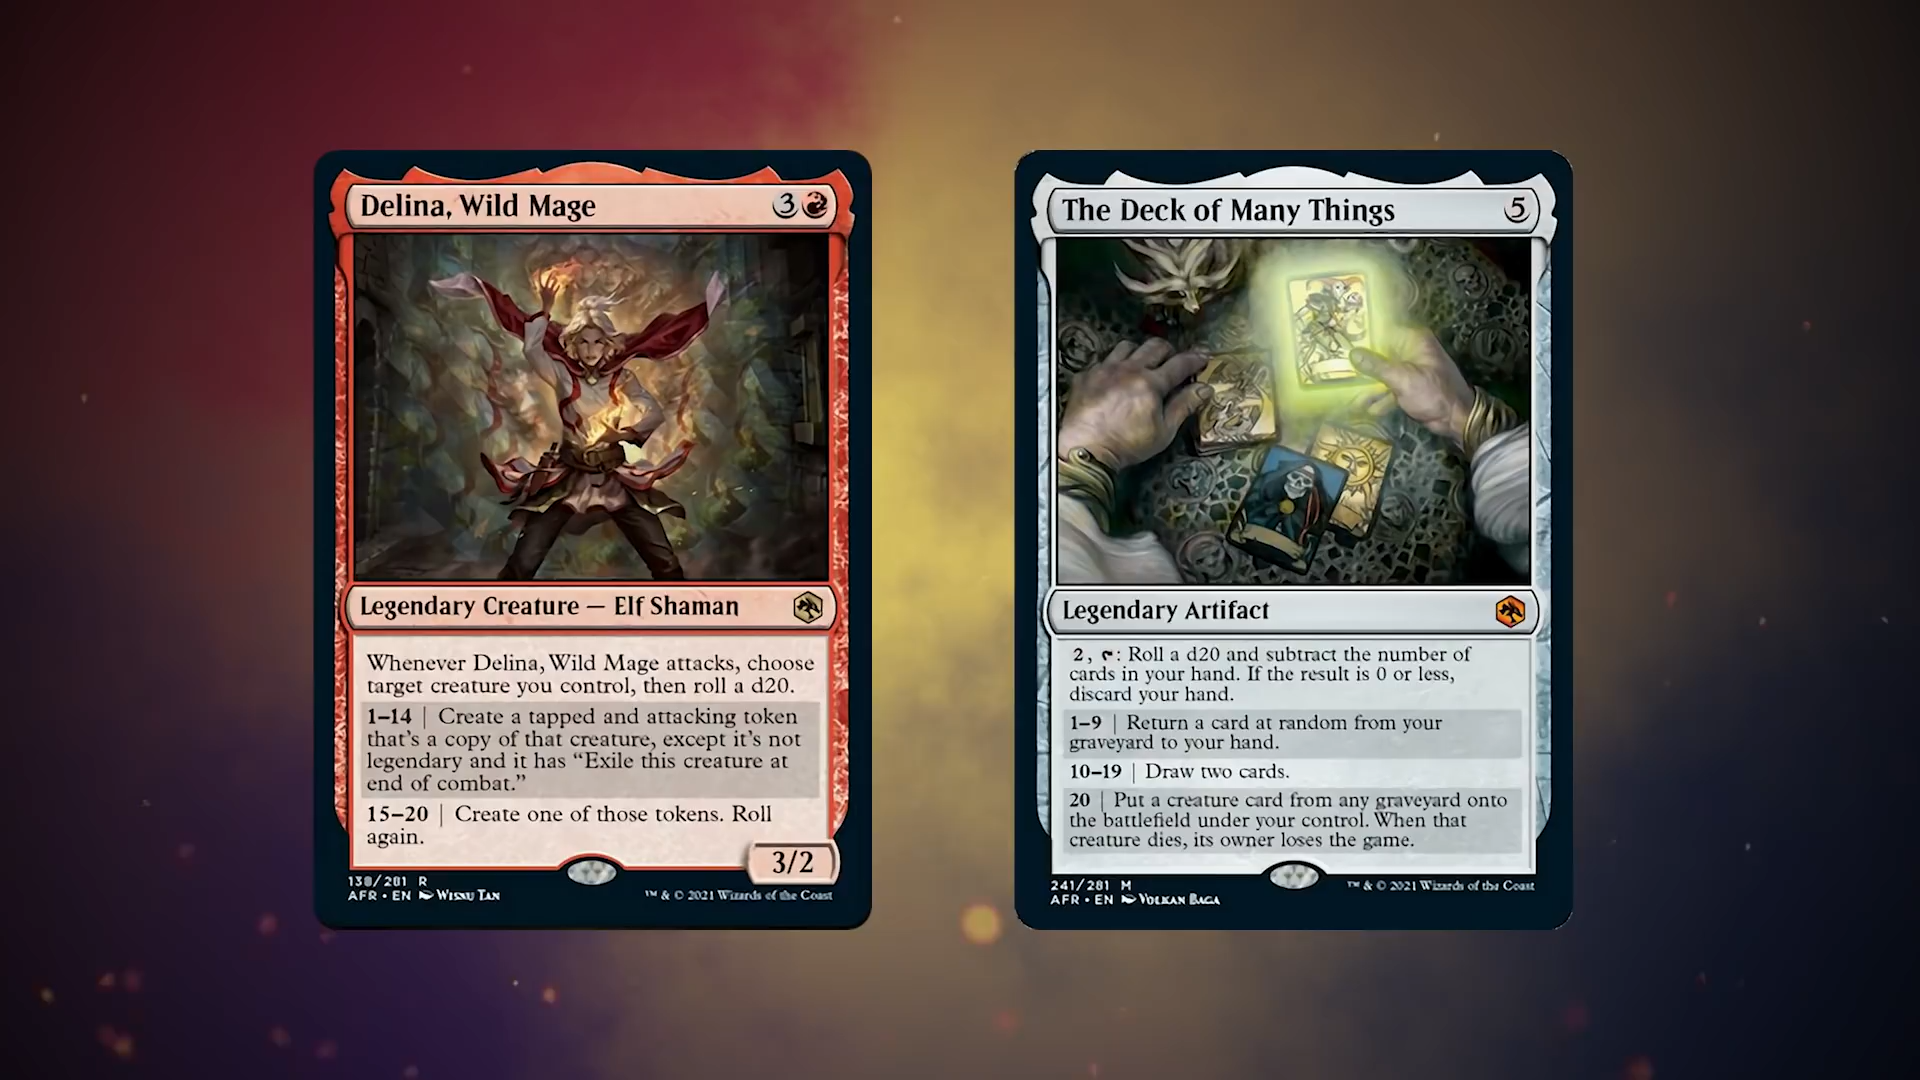 Delina, Wild Mage 3
Legendary Creature — Elf Shaman
Whenever Delina, Wild Mage attacks, choose
target creature you control, then roll a d20.
1–14 | Create a tapped and attacking token
that's a copy of that creature, except it's not
legendary and it has "Exile this creature at
end of combat."
15–20 | Create one of those tokens. Roll
again.
3/2
138/281 R
AFR • EN Wisnu Tan
™ & © 2021 Wizards of the Coast
The Deck of Many Things 5
Legendary Artifact
2, : Roll a d20 and subtract the number of
cards in your hand. If the result is 0 or less,
discard your hand.
1–9 | Return a card at random from your
graveyard to your hand.
10–19 | Draw two cards.
20 | Put a creature card from any graveyard onto
the battlefield under your control. When that
creature dies, its owner loses the game.
241/281 M
AFR • EN Volkan Baga
™ & © 2021 Wizards of the Coast